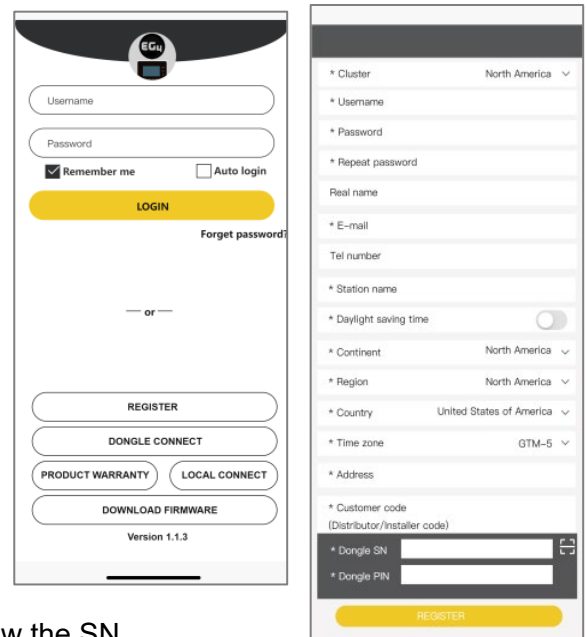 EG4
Username
Password
Remember me Auto login
LOGIN
Forget password?
— or —
REGISTER
DONGLE CONNECT
PRODUCT WARRANTY LOCAL CONNECT
DOWNLOAD FIRMWARE
Version 1.1.3
* Cluster North America
* Username
* Password
* Repeat password
Real name
* E-mail
Tel number
* Station name
* Daylight saving time
* Continent North America
* Region North America
* Country United States of America
* Time zone GTM-5
* Address
* Customer code
(Distributor/Installer code)
* Dongle SN
* Dongle PIN
REGISTER
w the SN